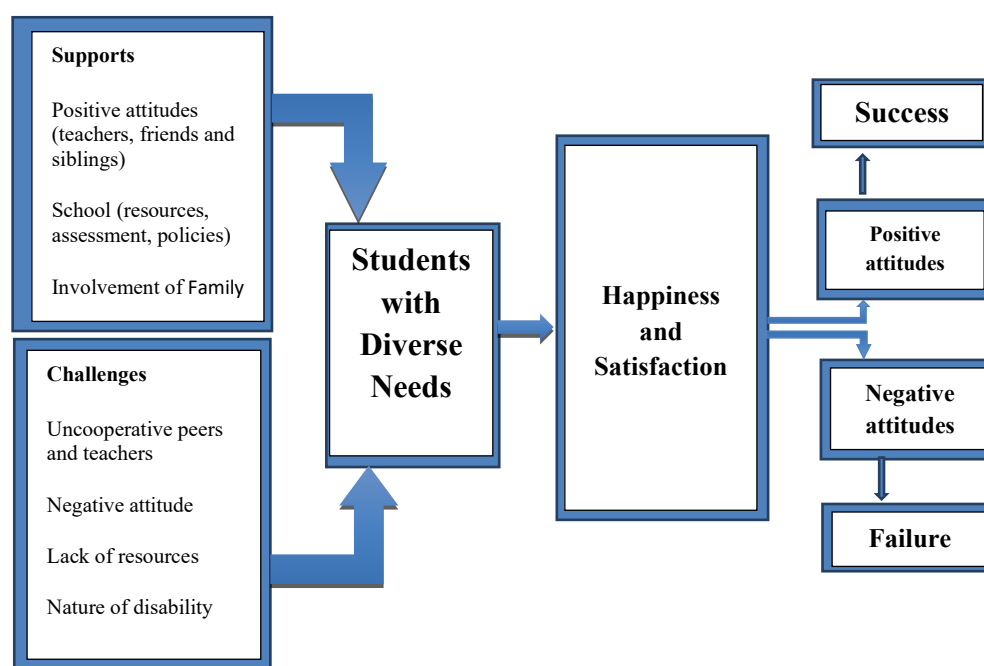 Supports
Positive attitudes
(teachers, friends and
siblings)
School (resources,
assessment, policies)
Involvement of Family
Challenges
Uncooperative peers
and teachers
Negative attitude
Lack of resources
Nature of disability
Students
with
Diverse
Needs
Happiness
and
Satisfaction
Success
Positive
attitudes
Negative
attitudes
Failure